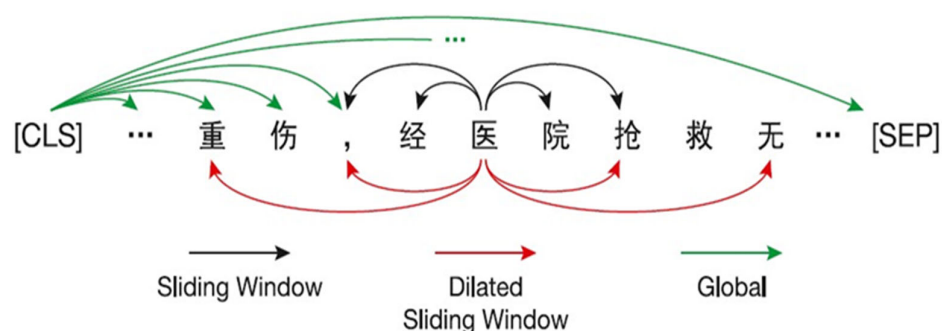 ...
[CLS] ... 重 伤 , 经 医 院 抢 救 无 ... [SEP]
Sliding Window Dilated Global
Sliding Window